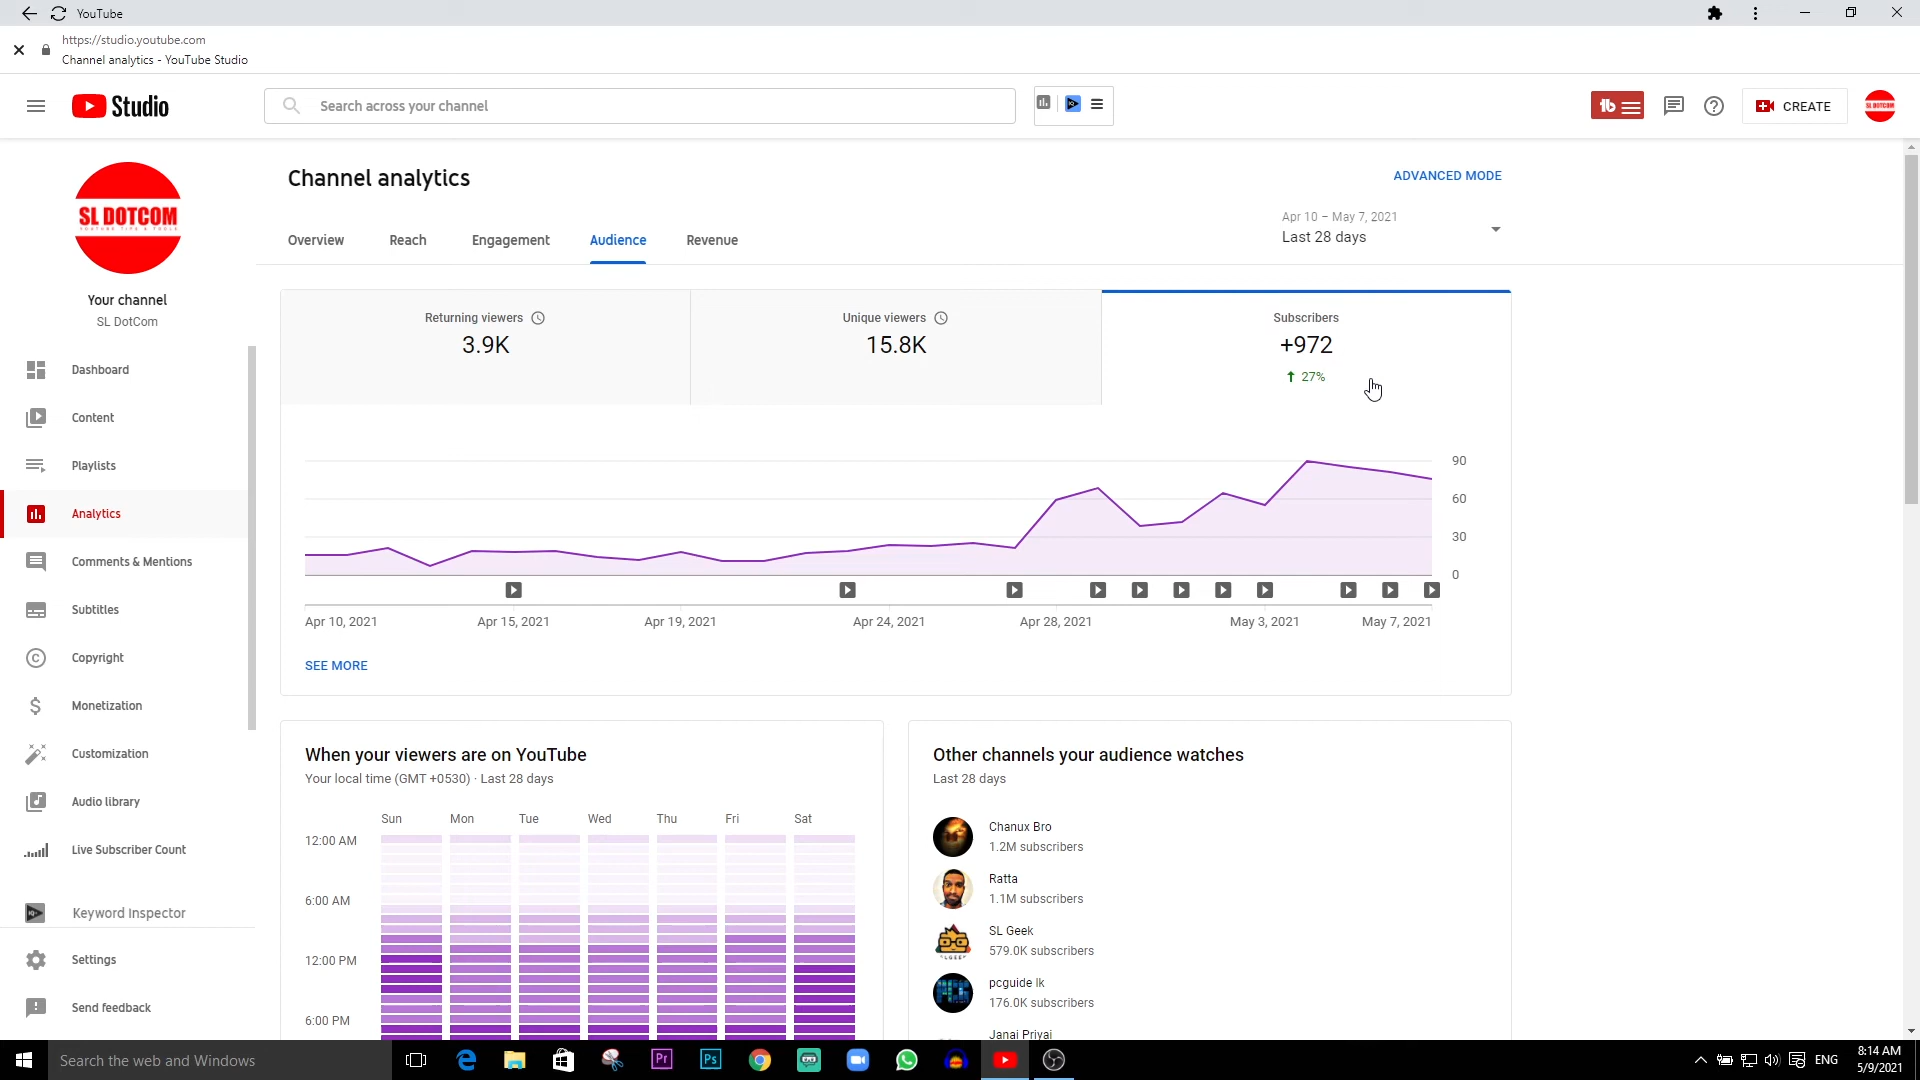 YouTube
https://studio.youtube.com
Channel analytics - YouTube Studio
Studio
Search across your channel
CREATE
SL DOTCOM
SL DOTCOM
YOUTUBE TIPS & TOOLS
Your channel
SL DotCom
Dashboard
Content
Playlists
Analytics
Comments & Mentions
Subtitles
Copyright
Monetization
Customization
Audio library
Live Subscriber Count
Keyword Inspector
Settings
Send feedback
Channel analytics
ADVANCED MODE
Overview Reach Engagement Audience Revenue
Apr 10 – May 7, 2021
Last 28 days
Returning viewers
3.9K
Unique viewers
15.8K
Subscribers
+972
27%
90
60
30
0
Apr 10, 2021 Apr 15, 2021 Apr 19, 2021 Apr 24, 2021 Apr 28, 2021 May 3, 2021 May 7, 2021
SEE MORE
When your viewers are on YouTube
Your local time (GMT +0530) · Last 28 days
Sun Mon Tue Wed Thu Fri Sat
12:00 AM
6:00 AM
12:00 PM
6:00 PM
Other channels your audience watches
Last 28 days
Chanux Bro
1.2M subscribers
Ratta
1.1M subscribers
SL Geek
579.0K subscribers
pcguide lk
176.0K subscribers
Janai Priyai
Search the web and Windows
Pr
Ps
ENG
8:14 AM
5/9/2021